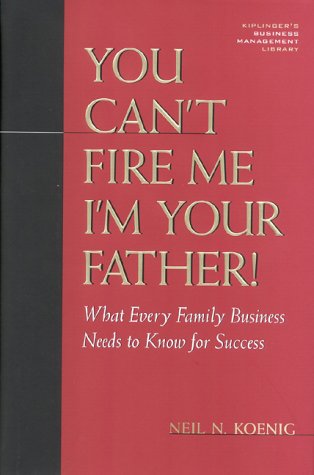 KIPLINGER'S
BUSINESS
MANAGEMENT
LIBRARY
YOU
CAN'T
FIRE ME
I'M YOUR
FATHER!
What Every Family Business
Needs to Know for Success
NEIL N. KOENIG